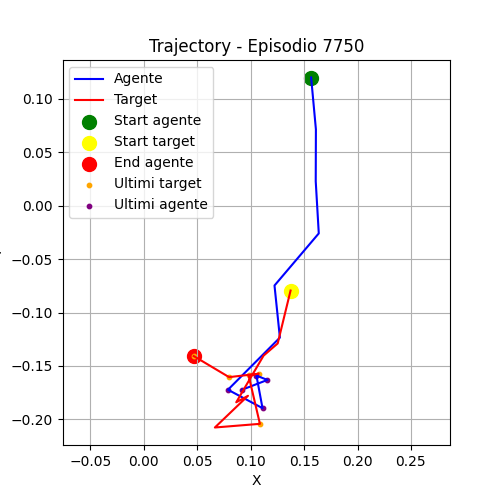 Trajectory - Episodio 7750
Agente
Target
Start agente
Start target
End agente
Ultimi target
Ultimi agente
0.10
0.05
0.00
−0.05
−0.10
−0.15
−0.20
−0.05
0.00
0.05
0.10
0.15
0.20
0.25
X